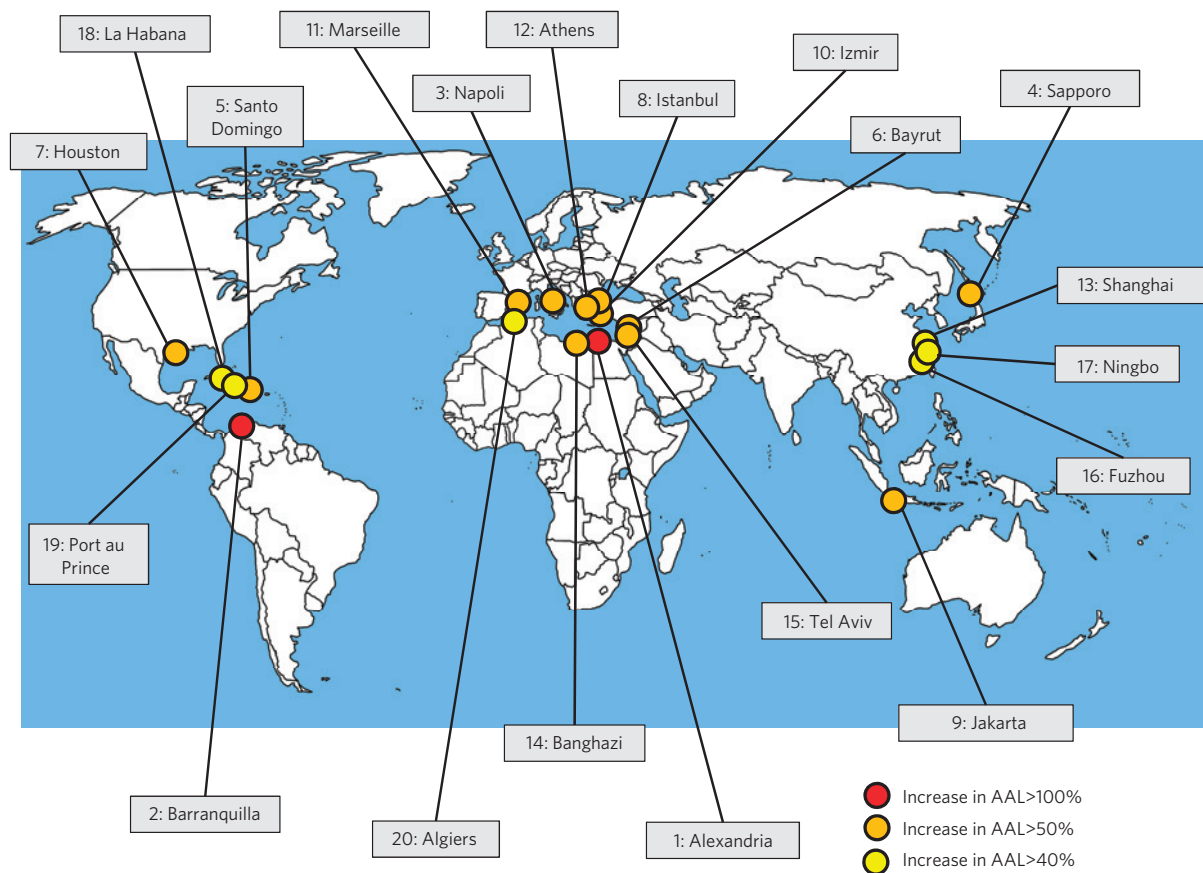 18: La Habana
11: Marseille
12: Athens
10: Izmir
3: Napoli
8: Istanbul
4: Sapporo
5: Santo
Domingo
6: Bayrut
7: Houston
13: Shanghai
17: Ningbo
16: Fuzhou
19: Port au
Prince
15: Tel Aviv
9: Jakarta
14: Banghazi
2: Barranquilla
20: Algiers
1: Alexandria
Increase in AAL>100%
Increase in AAL>50%
Increase in AAL>40%